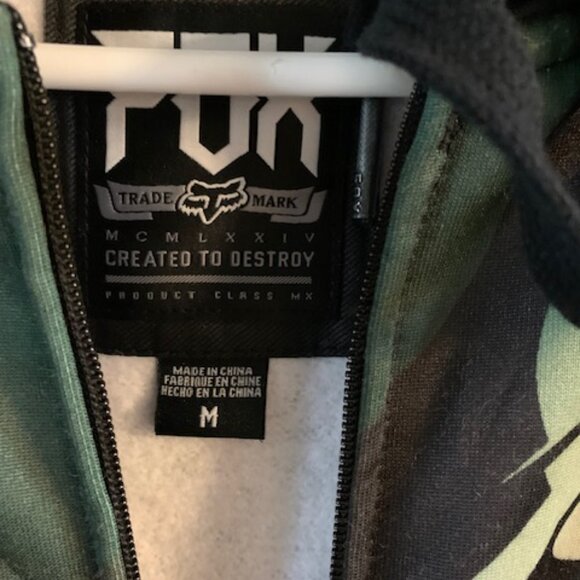 FOX
TRADE MARK
MCMLXXIV
CREATED TO DESTROY
PRODUCT CLASS MX
MADE IN CHINA
FABRIQUE EN CHINE
HECHO EN LA CHINA
M